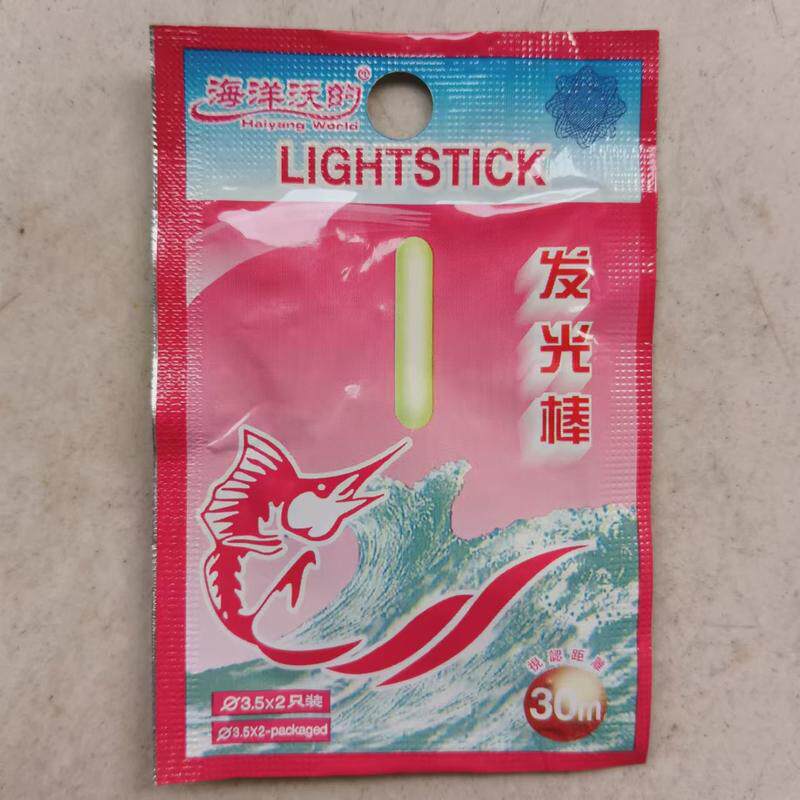 海洋沃的®
Haiyang World
LIGHTSTICK
发光棒
视認距離
30m
Ø3.5×2只装
Ø3.5X2-packaged